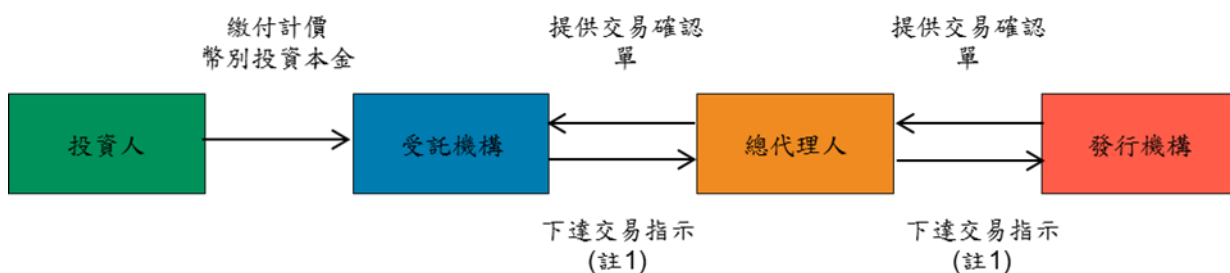 繳付計價
幣別投資本金
提供交易確認
單
提供交易確認
單
投資人
受託機構
總代理人
發行機構
下達交易指示
(註1)
下達交易指示
(註1)